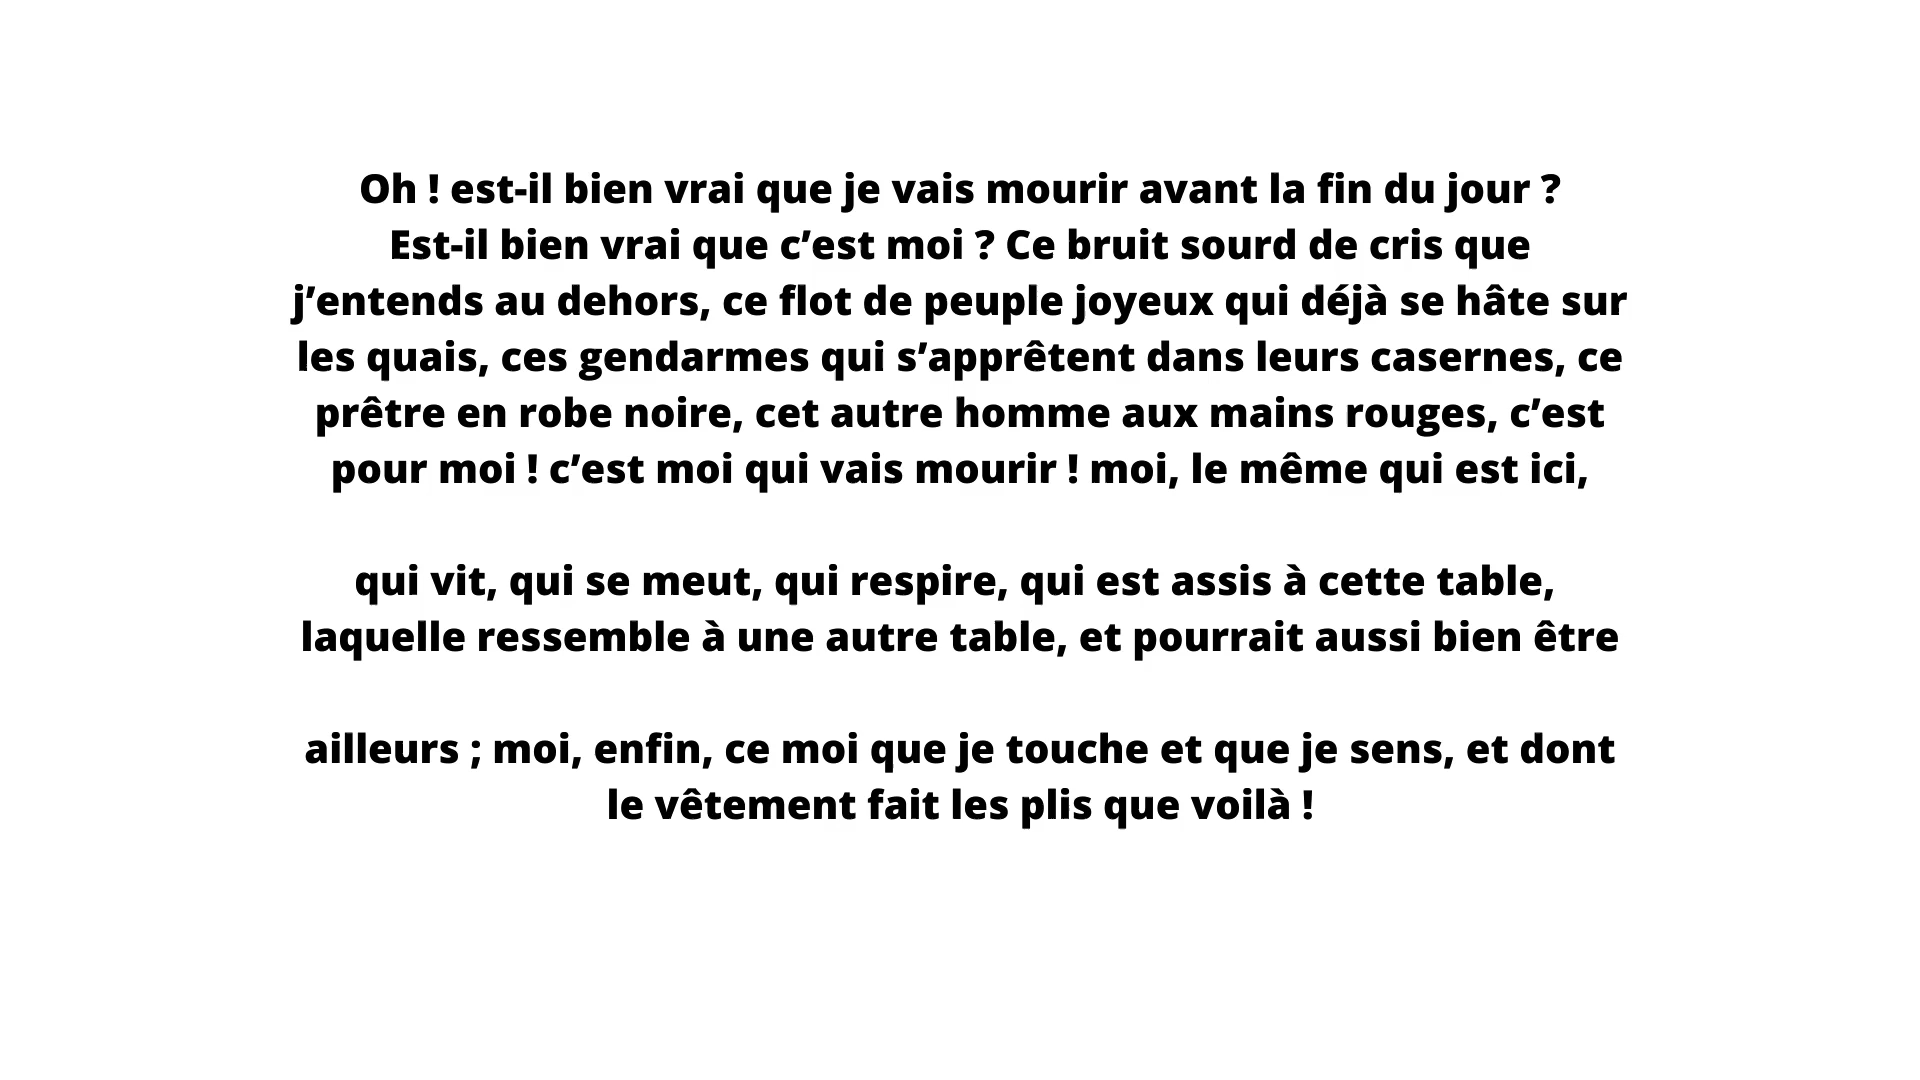 Oh ! est-il bien vrai que je vais mourir avant la fin du jour ?
Est-il bien vrai que c’est moi ? Ce bruit sourd de cris que
j’entends au dehors, ce flot de peuple joyeux qui déjà se hâte sur
les quais, ces gendarmes qui s’apprêtent dans leurs casernes, ce
prêtre en robe noire, cet autre homme aux mains rouges, c’est
pour moi ! c’est moi qui vais mourir ! moi, le même qui est ici,
qui vit, qui se meut, qui respire, qui est assis à cette table,
laquelle ressemble à une autre table, et pourrait aussi bien être
ailleurs ; moi, enfin, ce moi que je touche et que je sens, et dont
le vêtement fait les plis que voilà !